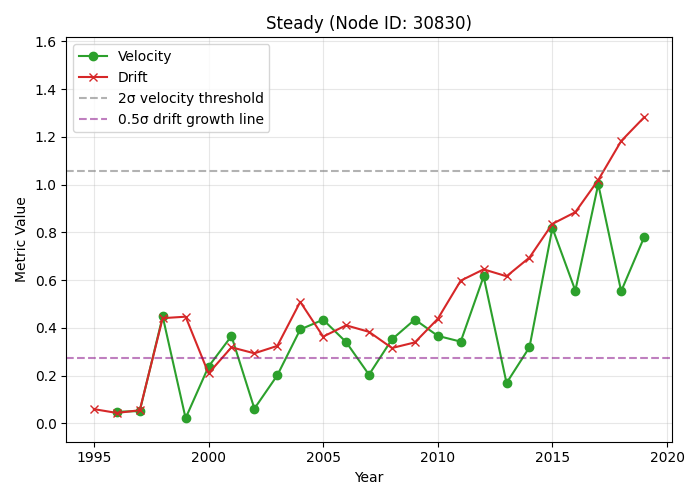 Steady (Node ID: 30830)
Velocity
Drift
2σ velocity threshold
0.5σ drift growth line
Metric Value
1.6
1.4
1.2
1.0
0.8
0.6
0.4
0.2
0.0
1995
2000
2005
2010
2015
2020
Year